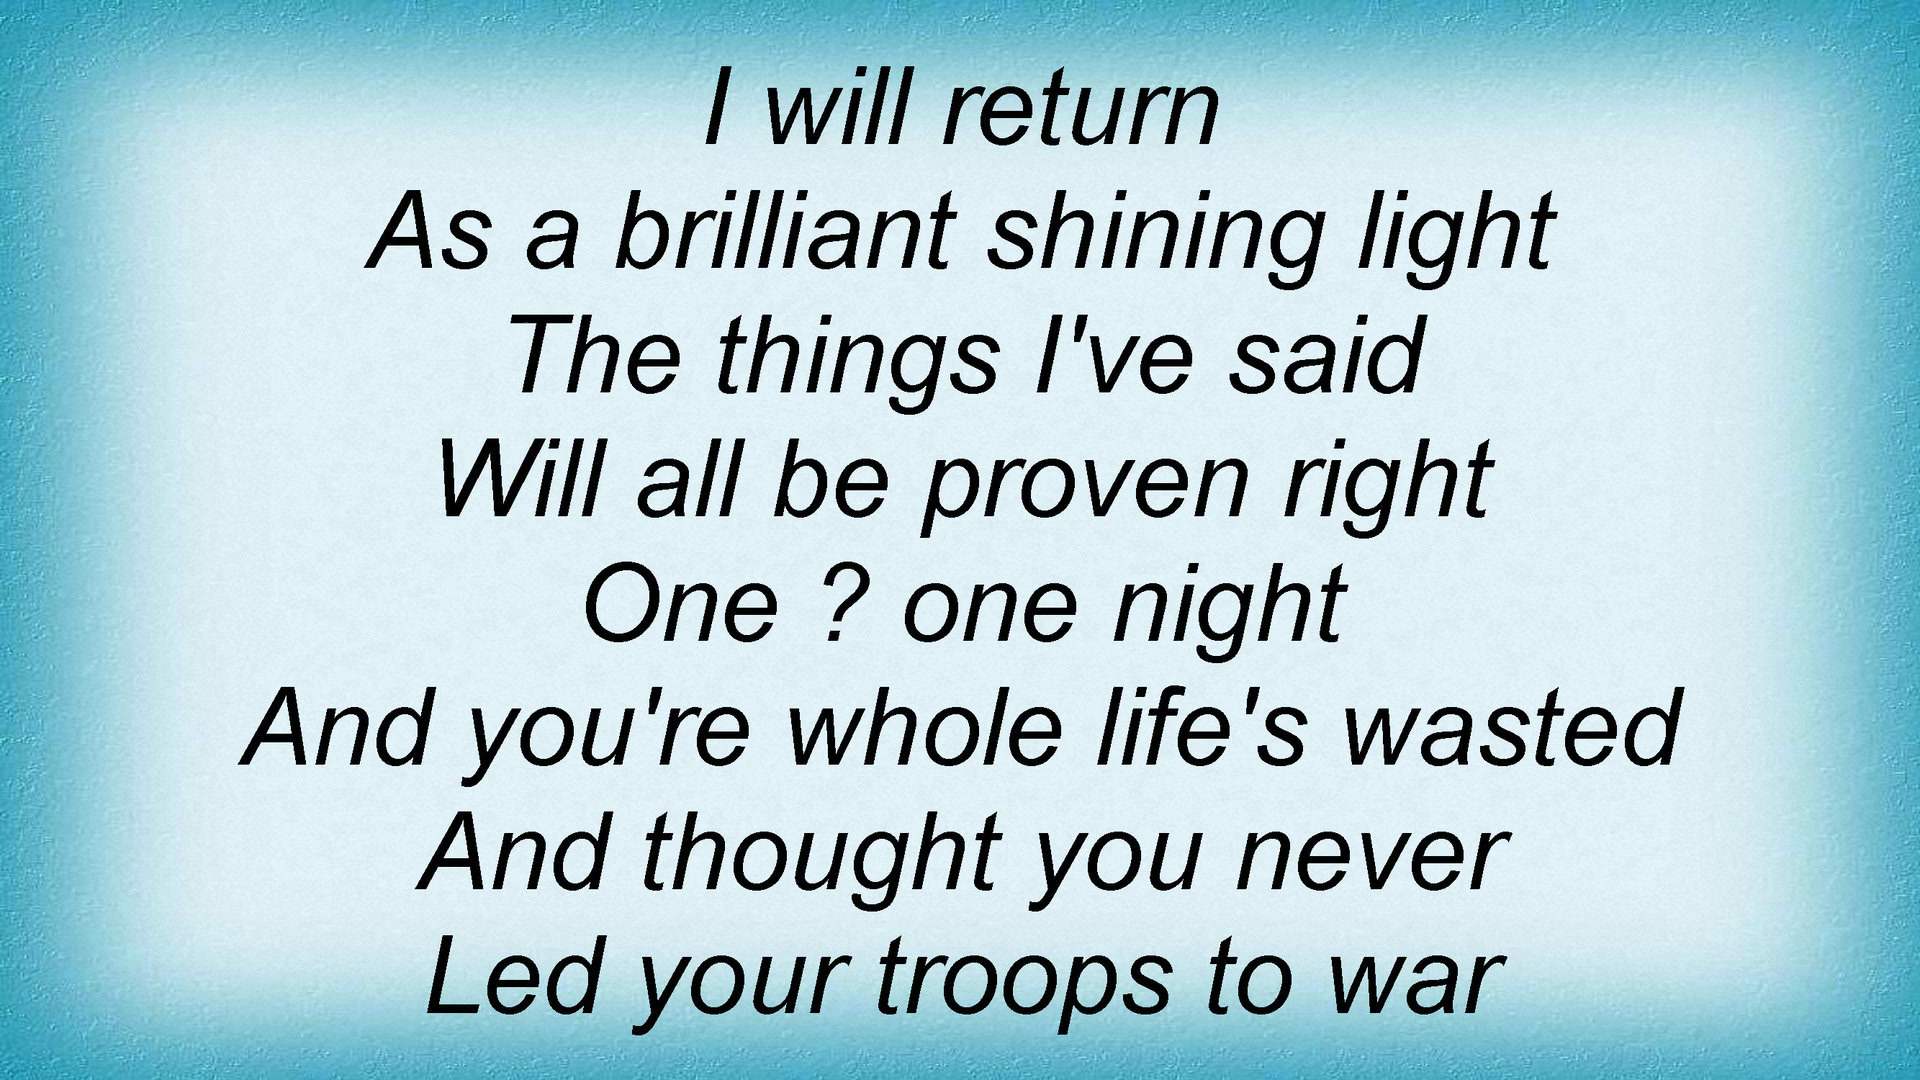 I will return
As a brilliant shining light
The things I've said
Will all be proven right
One ? one night
And you're whole life's wasted
And thought you never
Led your troops to war